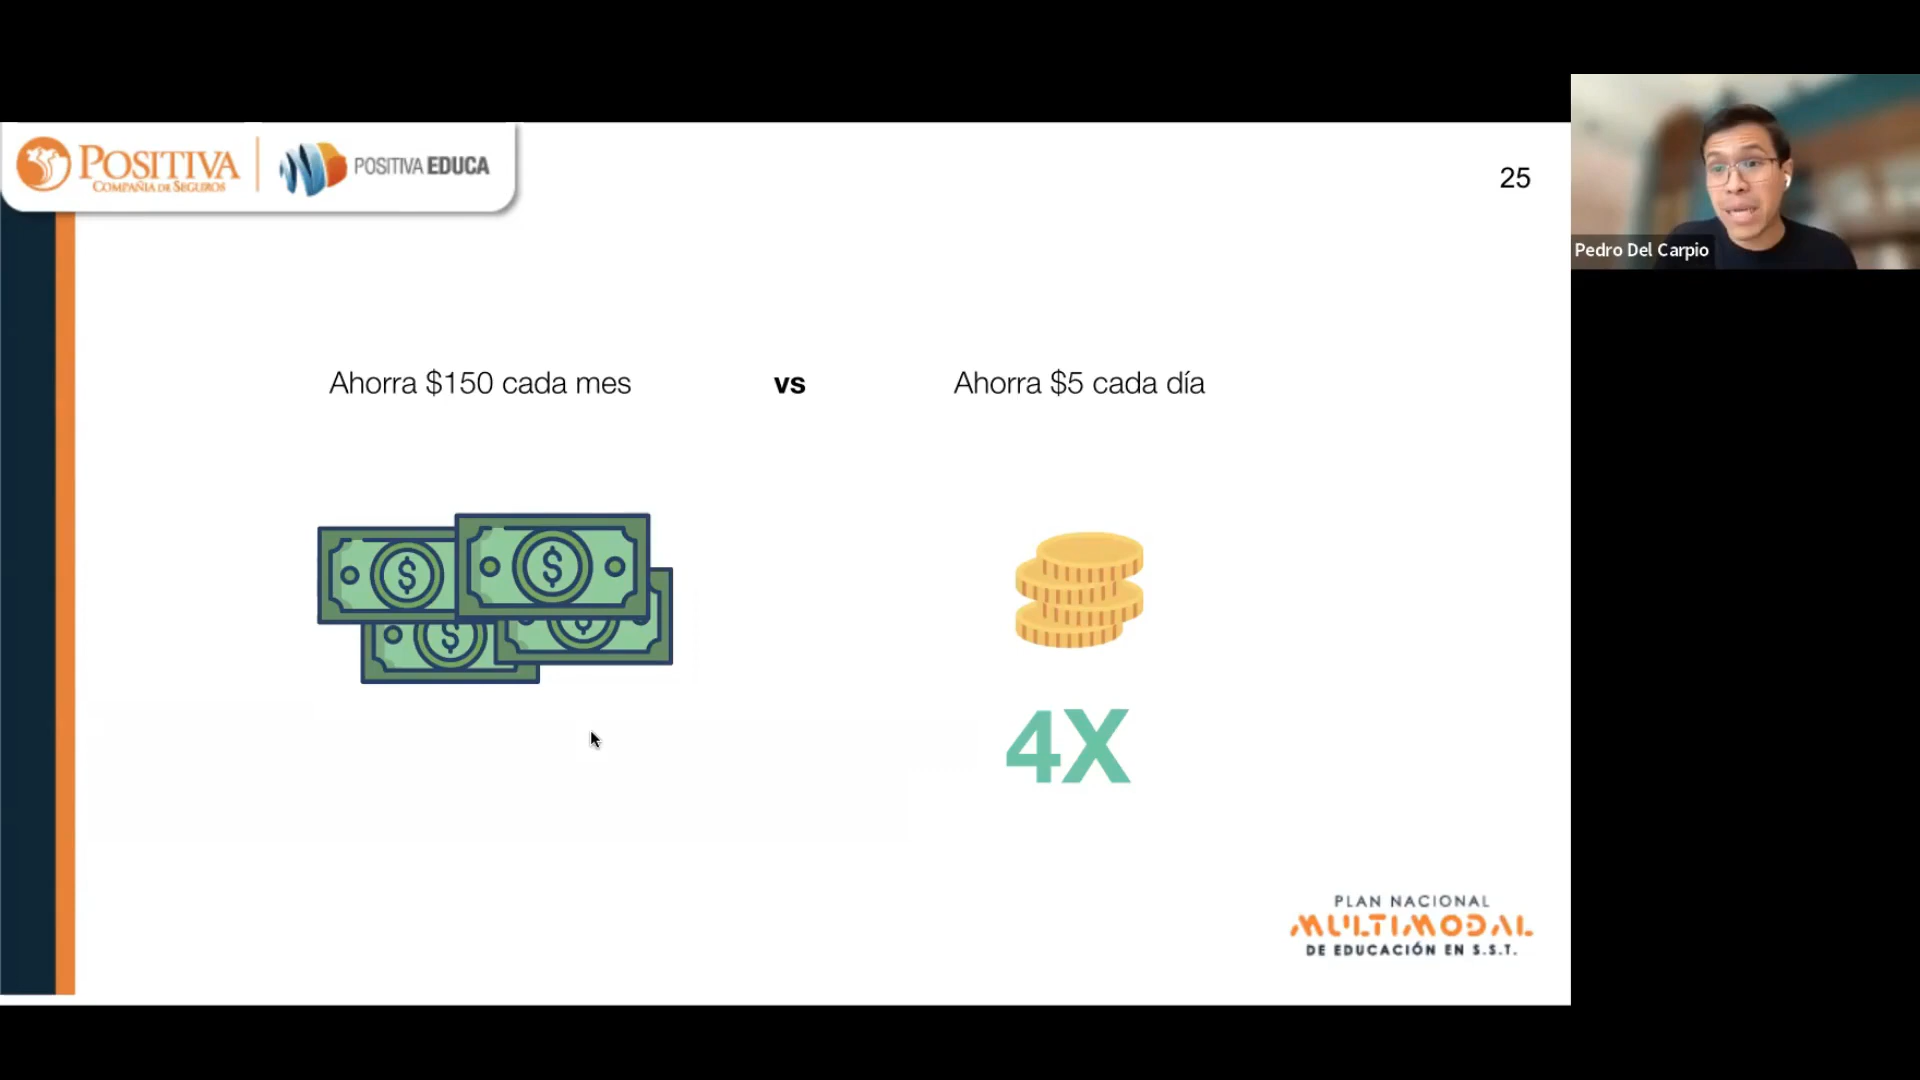 POSITIVA
COMPAÑIA DE SEGUROS
POSITIVA EDUCA
25
Pedro Del Carpio
Ahorra $150 cada mes
vs
Ahorra $5 cada día
$ $ $ $
4X
PLAN NACIONAL
MULTIMODAL
DE EDUCACIÓN EN S.S.T.